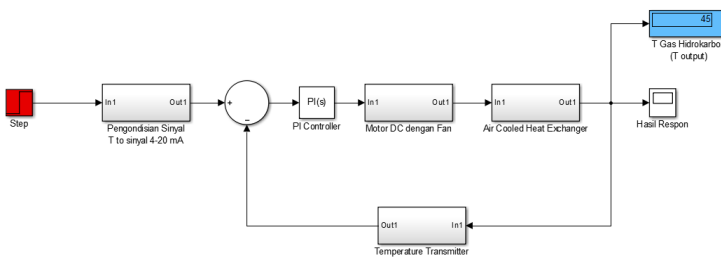 45
T Gas Hidrokarbo
(T output)
Step
In1 Out1
Pengondisian Sinyal
T to sinyal 4-20 mA
+
−
PI(s)
PI Controller
In1 Out1
Motor DC dengan Fan
In1 Out1
Air Cooled Heat Exchanger
Hasil Respon
Out1 In1
Temperature Transmitter